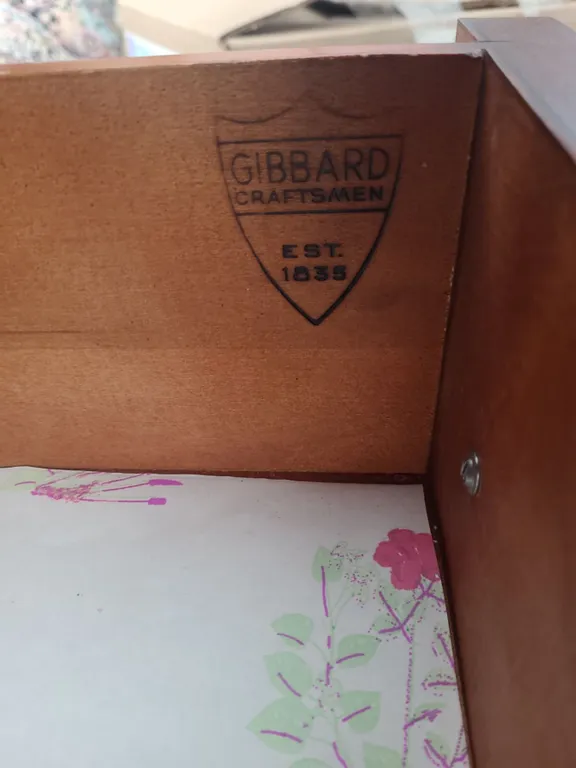 GIBBARD
CRAFTSMEN
EST.
1835